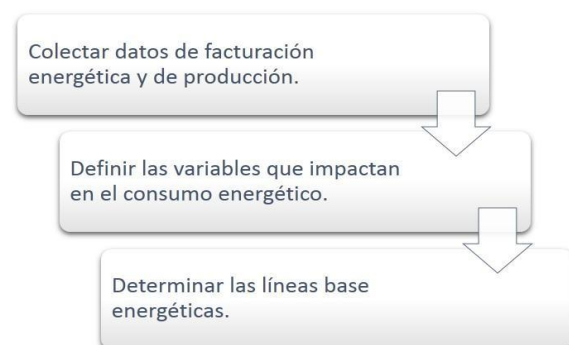 Colectar datos de facturación
energética y de producción.
Definir las variables que impactan
en el consumo energético.
Determinar las líneas base
energéticas.